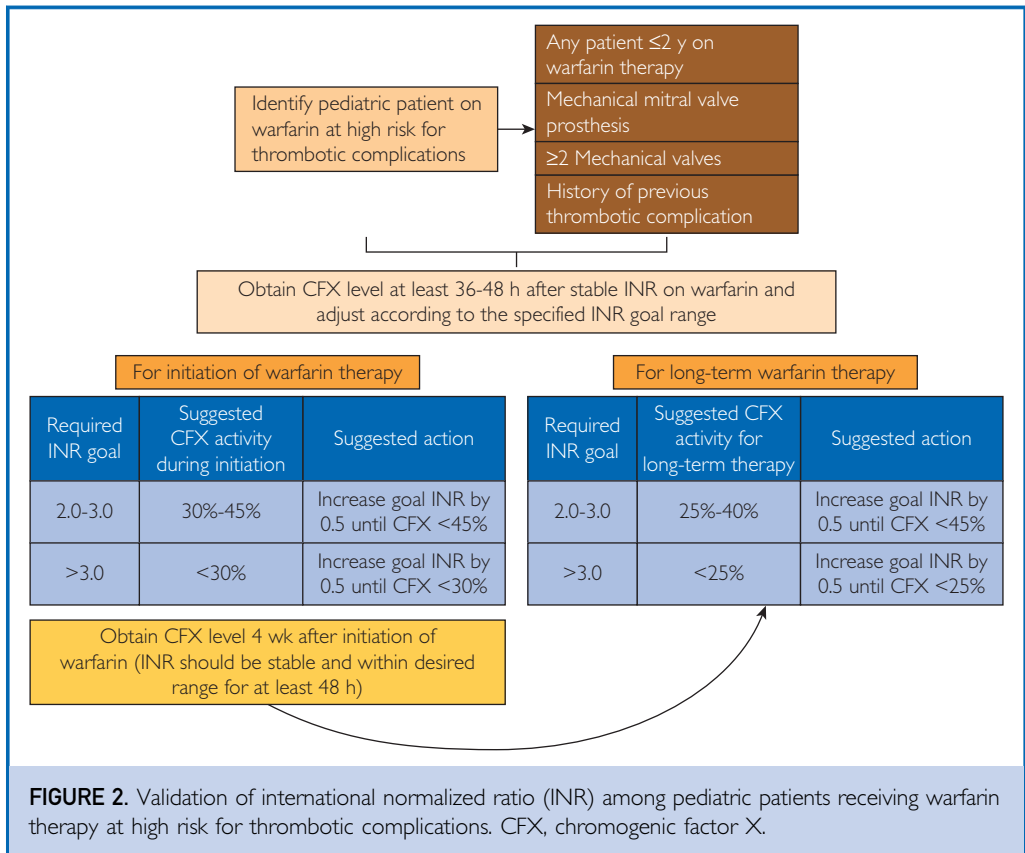 Identify pediatric patient on
warfarin at high risk for
thrombotic complications
Any patient ≤2 y on
warfarin therapy
Mechanical mitral valve
prosthesis
≥2 Mechanical valves
History of previous
thrombotic complication
Obtain CFX level at least 36-48 h after stable INR on warfarin and
adjust according to the specified INR goal range
For initiation of warfarin therapy
Required
INR goal
Suggested
CFX activity
during initiation
Suggested action
2.0-3.0
30%-45%
Increase goal INR by
0.5 until CFX <45%
>3.0
<30%
Increase goal INR by
0.5 until CFX <30%
Obtain CFX level 4 wk after initiation of
warfarin (INR should be stable and within desired
range for at least 48 h)
For long-term warfarin therapy
Required
INR goal
Suggested CFX
activity for
long-term therapy
Suggested action
2.0-3.0
25%-40%
Increase goal INR by
0.5 until CFX <45%
>3.0
<25%
Increase goal INR by
0.5 until CFX <25%
FIGURE 2. Validation of international normalized ratio (INR) among pediatric patients receiving warfarin
therapy at high risk for thrombotic complications. CFX, chromogenic factor X.